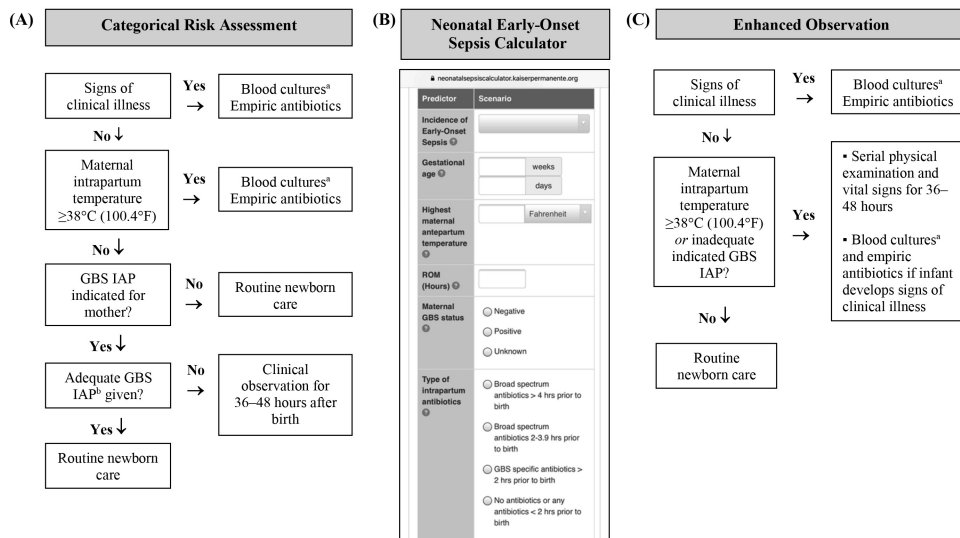 (A)
Categorical Risk Assessment
Signs of
clinical illness
Yes
→
Blood culturesᵃ
Empiric antibiotics
No ↓
Maternal
intrapartum
temperature
≥38°C (100.4°F)
Yes
→
Blood culturesᵃ
Empiric antibiotics
No ↓
GBS IAP
indicated for
mother?
No
→
Routine newborn
care
Yes ↓
Adequate GBS
IAPᵇ given?
No
→
Clinical
observation for
36–48 hours after
birth
Yes ↓
Routine newborn
care
(B)
Neonatal Early-Onset
Sepsis Calculator
neonatalsepsiscalculator.kaiserpermanente.org
Predictor
Scenario
Incidence of
Early-Onset
Sepsis ?
Gestational
age ?
weeks
days
Highest
maternal
antepartum
temperature
?
Fahrenheit
ROM
(Hours) ?
Maternal
GBS status
?
Negative
Positive
Unknown
Type of
intrapartum
antibiotics
?
Broad spectrum
antibiotics > 4 hrs prior to
birth
Broad spectrum
antibiotics 2-3.9 hrs prior
to birth
GBS specific antibiotics >
2 hrs prior to birth
No antibiotics or any
antibiotics < 2 hrs prior to
birth
(C)
Enhanced Observation
Signs of
clinical illness
Yes
→
Blood culturesᵃ
Empiric antibiotics
No ↓
Maternal
intrapartum
temperature
≥38°C (100.4°F)
or inadequate
indicated GBS
IAP?
Yes
→
▪ Serial physical
examination and
vital signs for 36–
48 hours
▪ Blood culturesᵃ
and empiric
antibiotics if infant
develops signs of
clinical illness
No ↓
Routine
newborn care